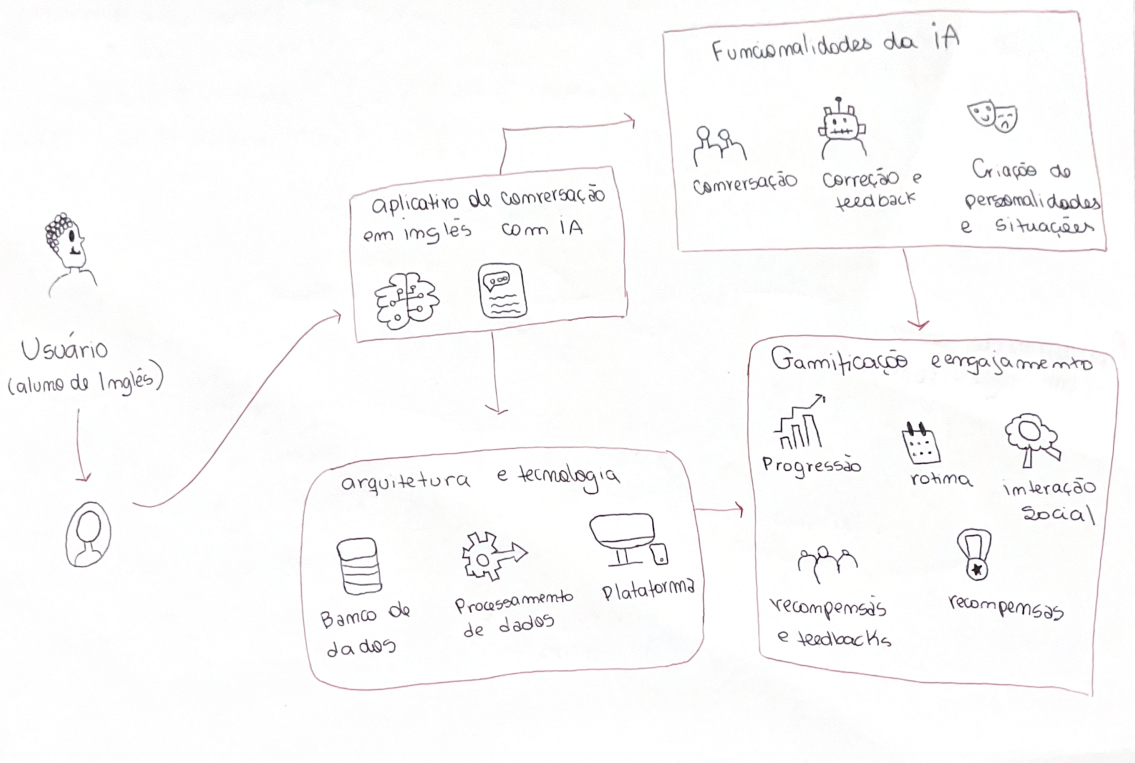 Funcionalidades da iA
conversação
correção e
feedback
Criação de
personalidades
e situações
aplicativo de conversação
em inglês com iA
Usuário
(aluno de Inglês)
arquitetura e tecnologia
Banco de
dados
Processamento
de dados
Plataforma
Gamificação e engajamento
Progressão
rotina
interação
social
recompensas
e feedbacks
recompensas